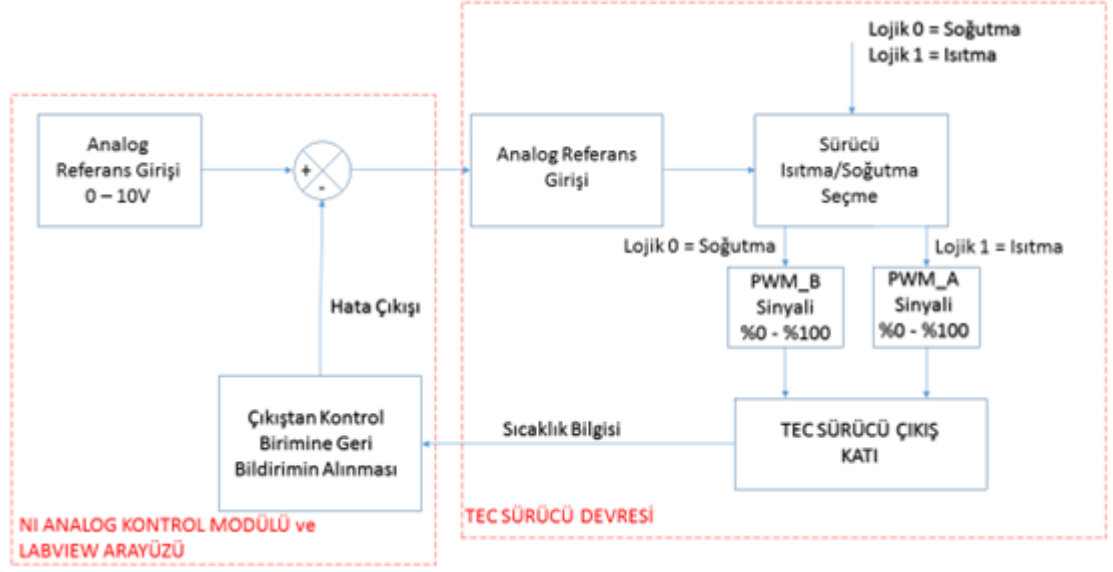 Lojik 0 = Soğutma
Lojik 1 = Isıtma
Analog
Referans Girişi
0 – 10V
+
-
Analog Referans
Girişi
Sürücü
Isıtma/Soğutma
Seçme
Lojik 0 = Soğutma
Lojik 1 = Isıtma
PWM_B
Sinyali
%0 - %100
PWM_A
Sinyali
%0 - %100
Hata Çıkışı
Çıkıştan Kontrol
Birimine Geri
Bildirimin Alınması
Sıcaklık Bilgisi
TEC SÜRÜCÜ ÇIKIŞ
KATI
NI ANALOG KONTROL MODÜLÜ ve
LABVIEW ARAYÜZÜ
TEC SÜRÜCÜ DEVRESİ